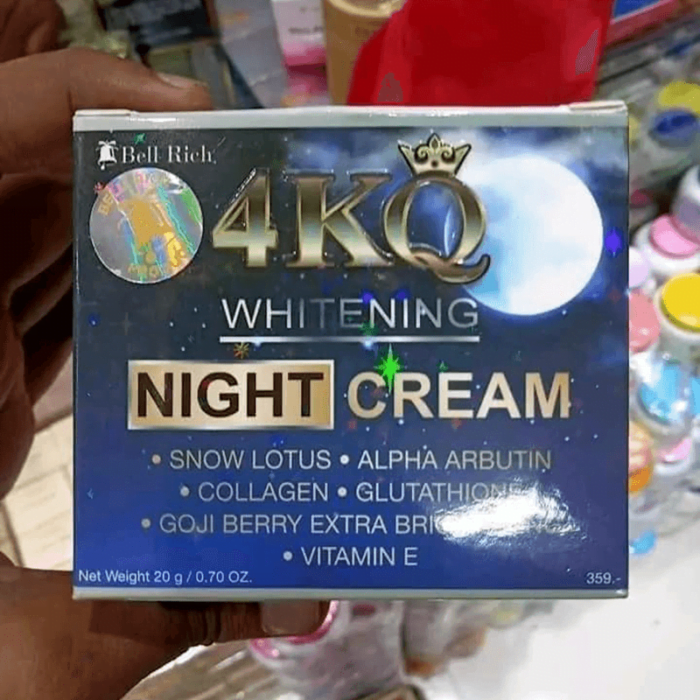 Bell Rich
4KQ
WHITENING
NIGHT CREAM
• SNOW LOTUS • ALPHA ARBUTIN
• COLLAGEN • GLUTATHIONE
• GOJI BERRY EXTRA
• VITAMIN E
Net Weight 20 g / 0.70 OZ.
359.-